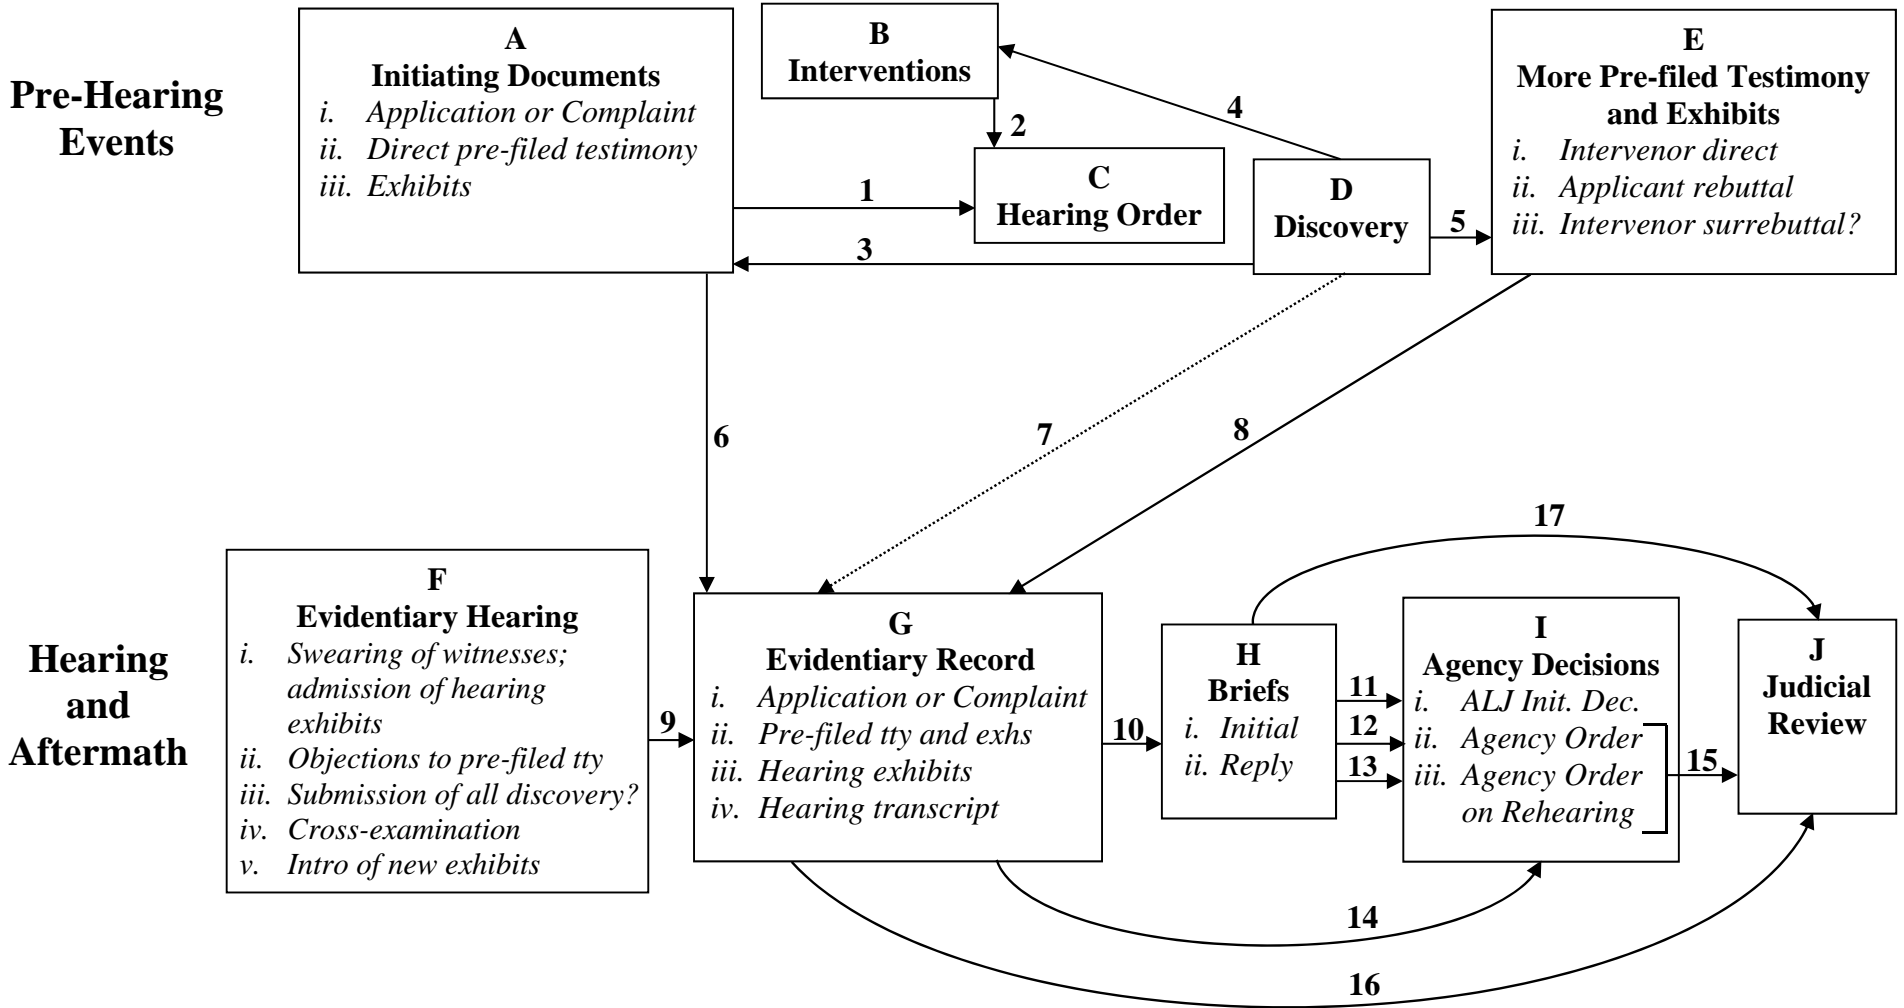 Pre-Hearing
Events
A
Initiating Documents
i. Application or Complaint
ii. Direct pre-filed testimony
iii. Exhibits
B
Interventions
C
Hearing Order
D
Discovery
E
More Pre-filed Testimony
and Exhibits
i. Intervenor direct
ii. Applicant rebuttal
iii. Intervenor surrebuttal?
1
2
3
4
5
6
7
8
Hearing
and
Aftermath
F
Evidentiary Hearing
i. Swearing of witnesses;
admission of hearing
exhibits
ii. Objections to pre-filed tty
iii. Submission of all discovery?
iv. Cross-examination
v. Intro of new exhibits
9
G
Evidentiary Record
i. Application or Complaint
ii. Pre-filed tty and exhs
iii. Hearing exhibits
iv. Hearing transcript
10
H
Briefs
i. Initial
ii. Reply
11
12
13
I
Agency Decisions
i. ALJ Init. Dec.
ii. Agency Order
iii. Agency Order
on Rehearing
15
J
Judicial
Review
17
14
16